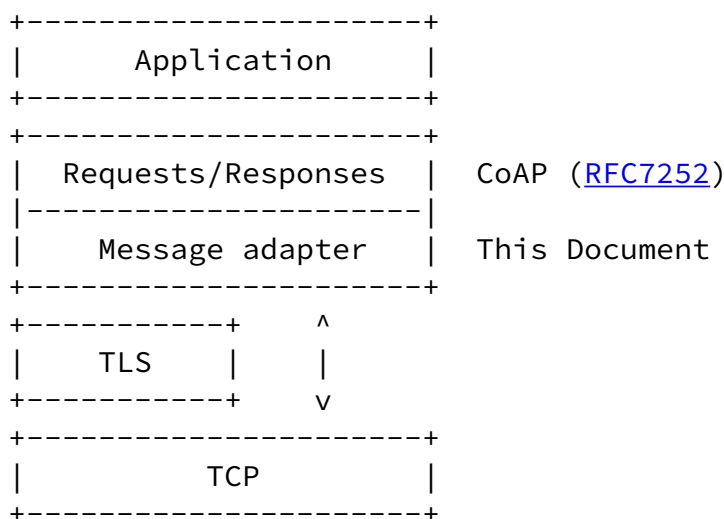 +----------------------+
|      Application     |
+----------------------+
+----------------------+
|  Requests/Responses  |  CoAP (RFC7252)
|----------------------|
|    Message adapter   |  This Document
+----------------------+
+-----------+    ^
|    TLS    |    |
+-----------+    v
+----------------------+
|          TCP         |
+----------------------+